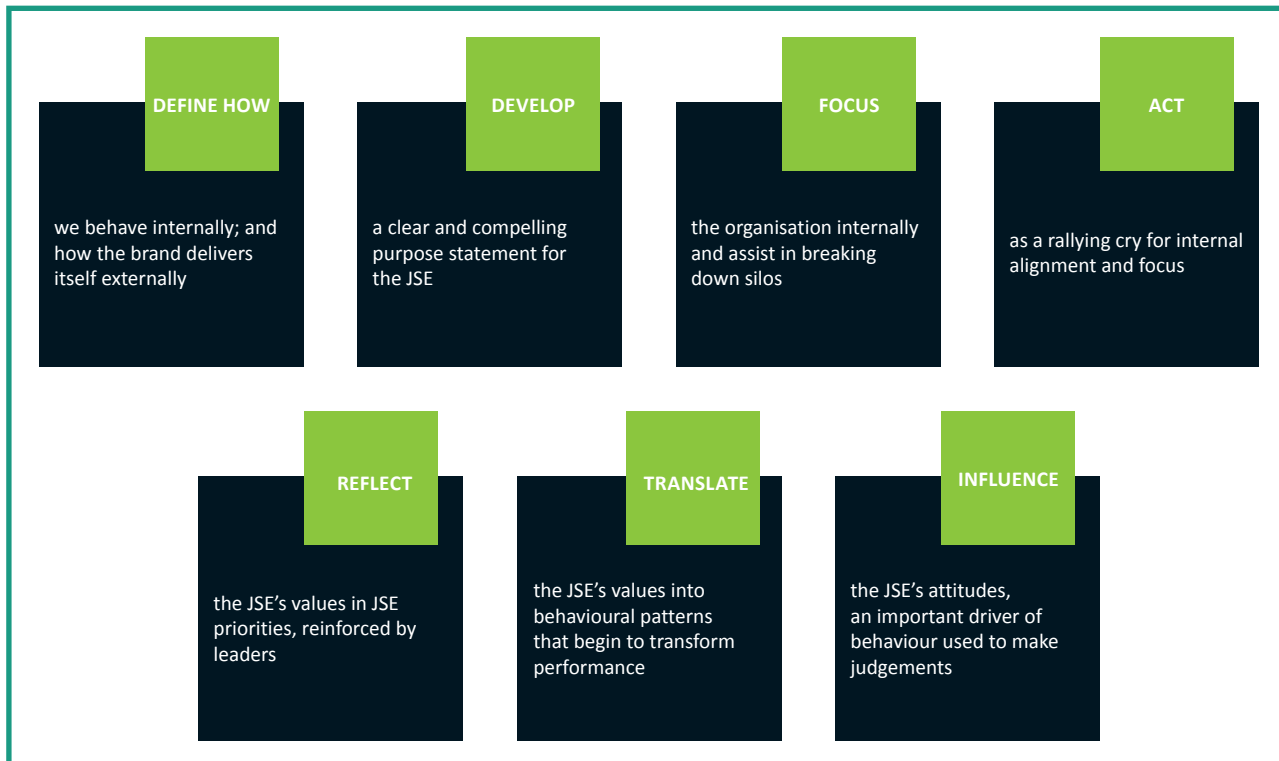 DEFINE HOW
we behave internally; and
how the brand delivers
itself externally
DEVELOP
a clear and compelling
purpose statement for
the JSE
FOCUS
the organisation internally
and assist in breaking
down silos
ACT
as a rallying cry for internal
alignment and focus
REFLECT
the JSE’s values in JSE
priorities, reinforced by
leaders
TRANSLATE
the JSE’s values into
behavioural patterns
that begin to transform
performance
INFLUENCE
the JSE’s attitudes,
an important driver of
behaviour used to make
judgements